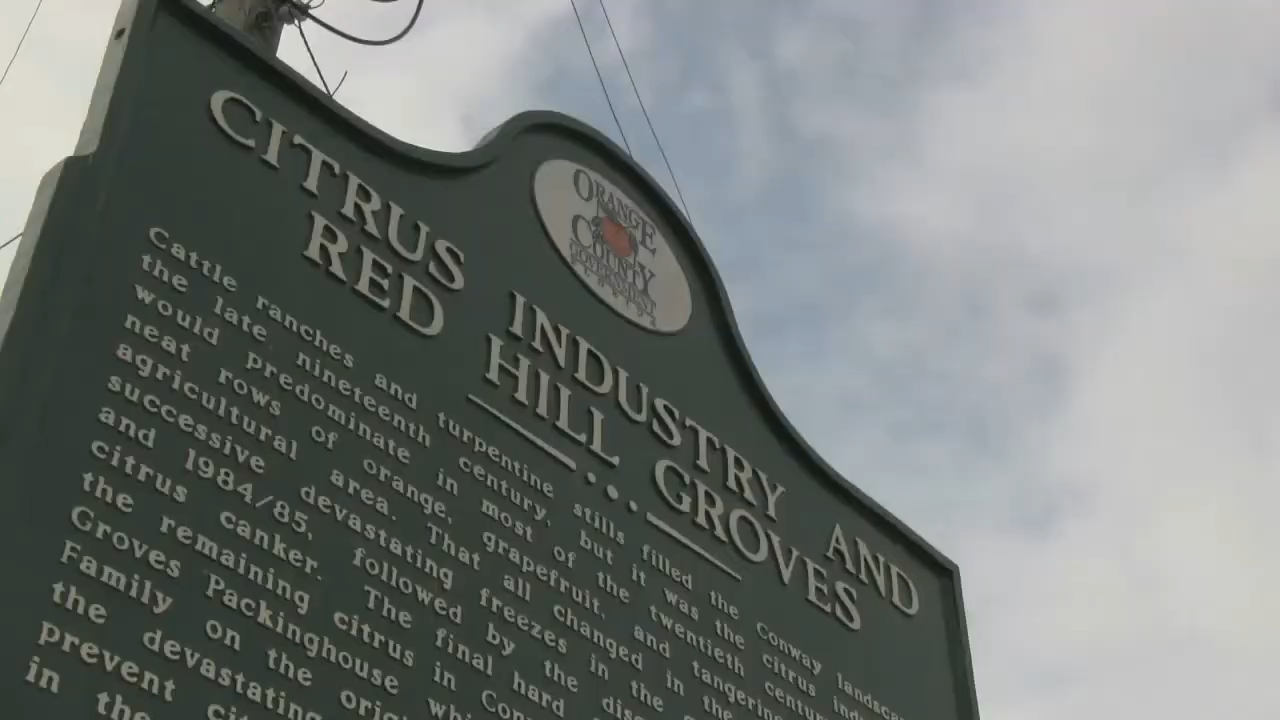 ORANGE
COUNTY
GOVERNMENT
FLORIDA
CITRUS INDUSTRY AND
RED HILL GROVES
Cattle ranches and turpentine stills filled the Conway landsca
the late nineteenth century, but it was the citrus indu
would predominate in most of the twentieth centur
neat rows of orange, grapefruit, and tangerin
agricultural area. That all changed in the
successive devastating freezes in the
and 1984/85, followed by the disc
citrus canker. The final hard
the remaining citrus in Con
Groves Packinghouse whi
Family on the orig
the devastating
prevent cit
in the